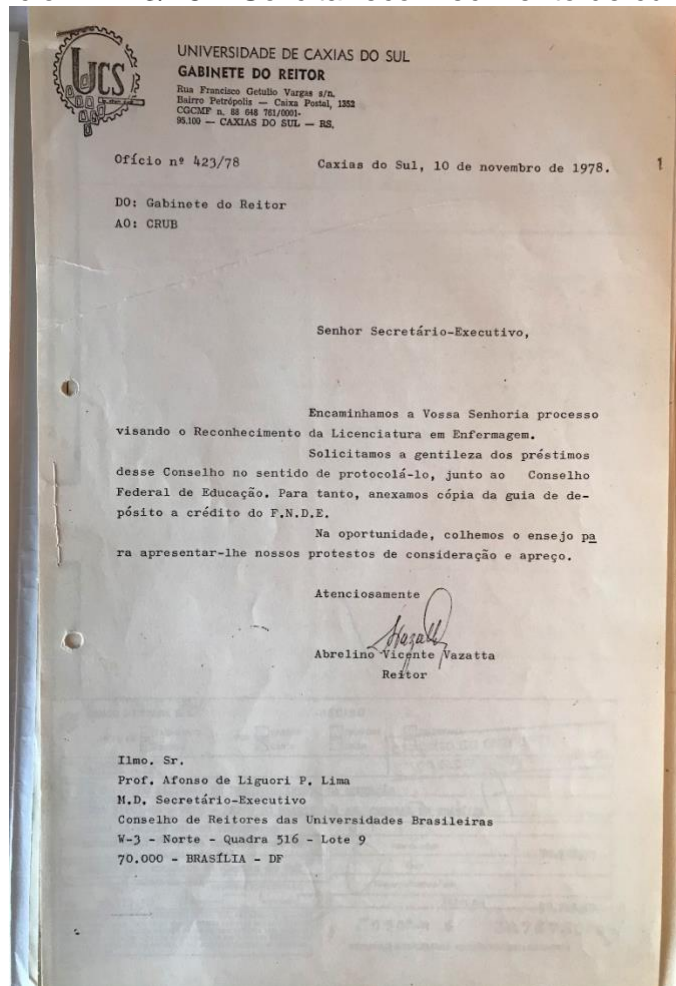 UCS
UNIVERSIDADE DE CAXIAS DO SUL
GABINETE DO REITOR
Rua Francisco Getulio Vargas s/n.
Bairro Petrópolis — Caixa Postal, 1352
CGCMF n. 88 648 761/0001-
95.100 — CAXIAS DO SUL — RS.
Ofício nº 423/78 Caxias do Sul, 10 de novembro de 1978. 1
DO: Gabinete do Reitor
AO: CRUB
Senhor Secretário-Executivo,
Encaminhamos a Vossa Senhoria processo
visando o Reconhecimento da Licenciatura em Enfermagem.
Solicitamos a gentileza dos préstimos
desse Conselho no sentido de protocolá-lo, junto ao Conselho
Federal de Educação. Para tanto, anexamos cópia da guia de de-
pósito a crédito do F.N.D.E.
Na oportunidade, colhemos o ensejo pa
ra apresentar-lhe nossos protestos de consideração e apreço.
Atenciosamente
Abrelino Vicente Vazatta
Reitor
Ilmo. Sr.
Prof. Afonso de Liguori P. Lima
M.D. Secretário-Executivo
Conselho de Reitores das Universidades Brasileiras
W-3 - Norte - Quadra 516 - Lote 9
70.000 - BRASÍLIA - DF